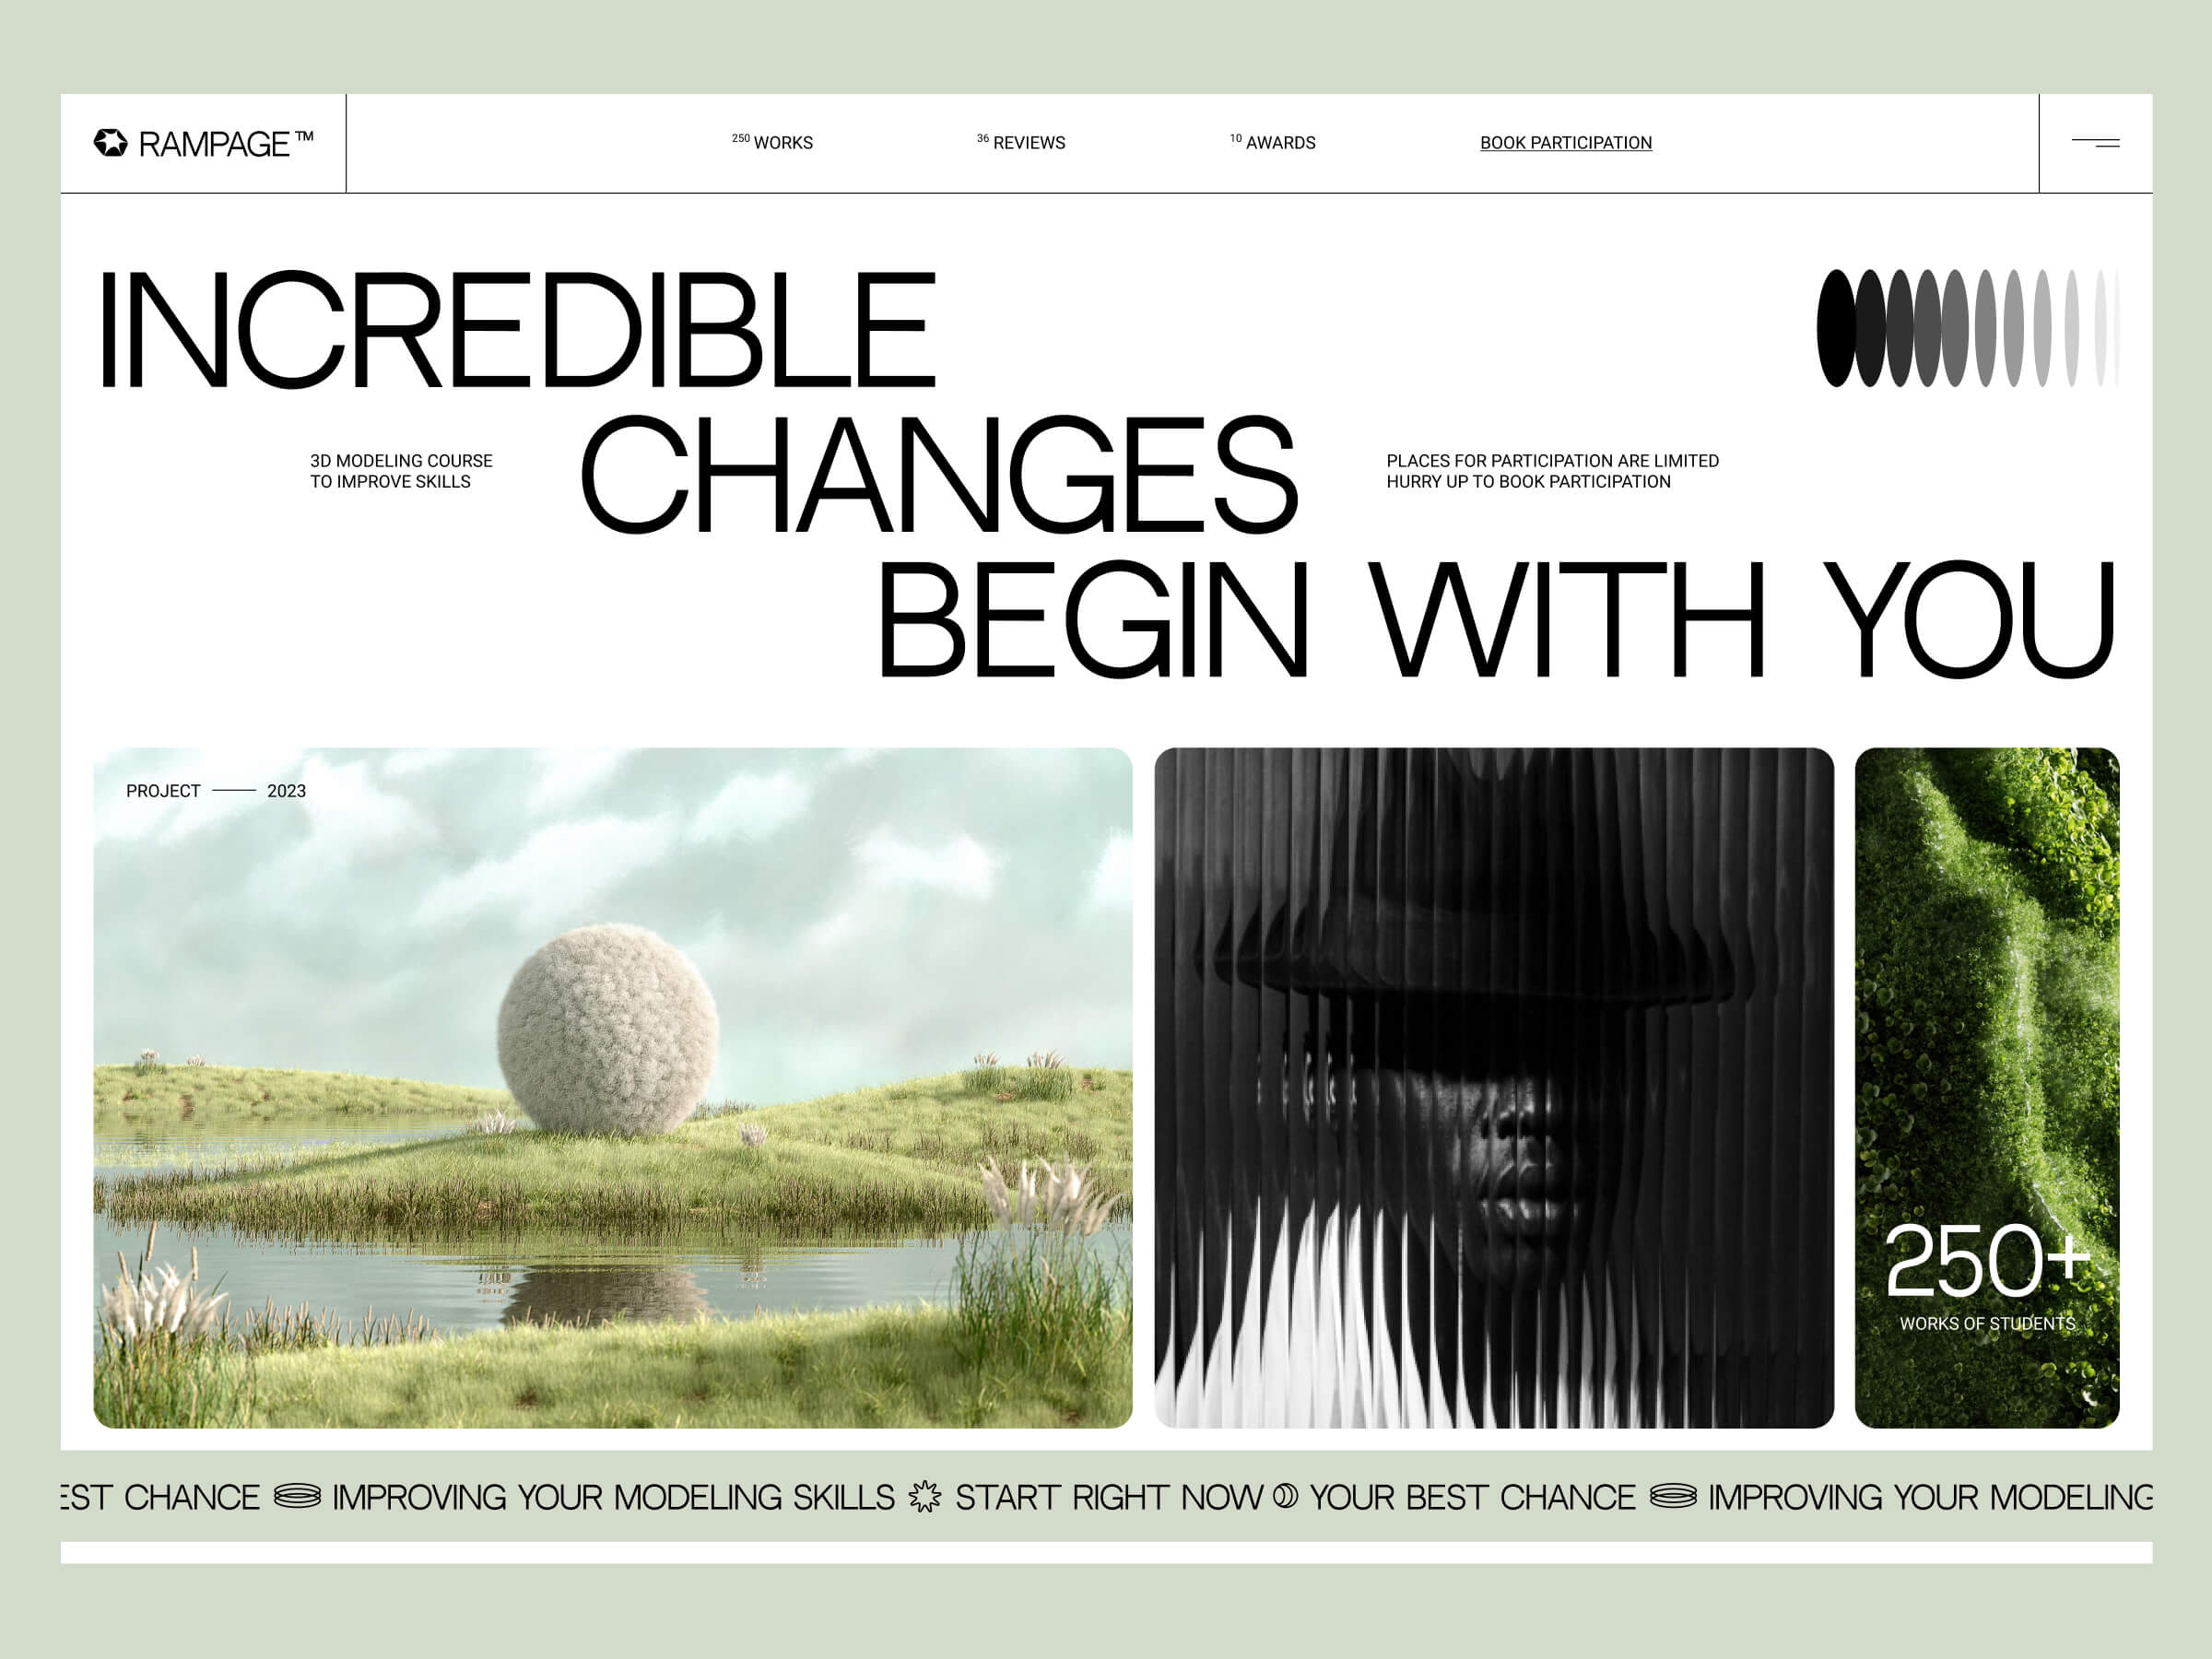 RAMPAGE™
250 WORKS
36 REVIEWS
10 AWARDS
BOOK PARTICIPATION
INCREDIBLE
3D MODELING COURSE
TO IMPROVE SKILLS
CHANGES
PLACES FOR PARTICIPATION ARE LIMITED
HURRY UP TO BOOK PARTICIPATION
BEGIN WITH YOU
PROJECT — 2023
250+
WORKS OF STUDENTS
EST CHANCE IMPROVING YOUR MODELING SKILLS START RIGHT NOW YOUR BEST CHANCE IMPROVING YOUR MODELING